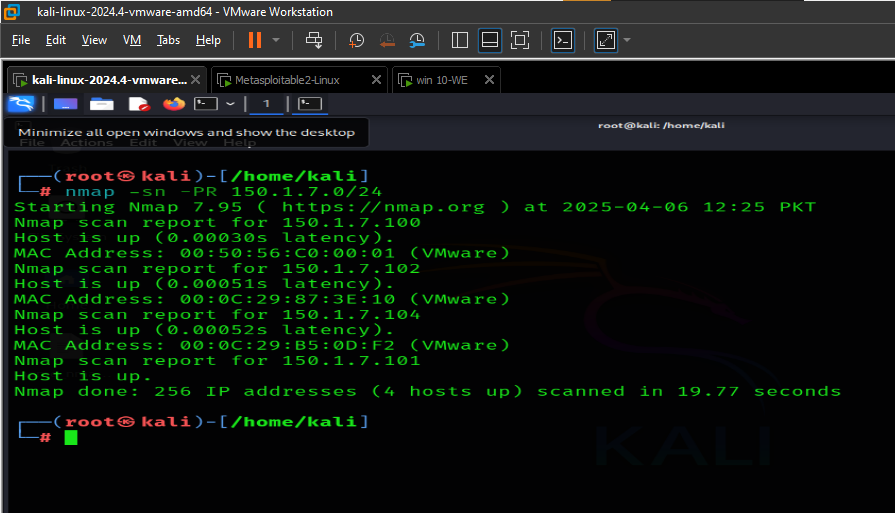 kali-linux-2024.4-vmware-amd64 - VMware Workstation
File Edit View VM Tabs Help
kali-linux-2024.4-vmware... Metasploitable2-Linux win 10-WE
1
Minimize all open windows and show the desktop
root@kali: /home/kali
File Actions Edit View Help
┌──(root㉿kali)-[/home/kali]
└─# nmap -sn -PR 150.1.7.0/24
Starting Nmap 7.95 ( https://nmap.org ) at 2025-04-06 12:25 PKT
Nmap scan report for 150.1.7.100
Host is up (0.00030s latency).
MAC Address: 00:50:56:C0:00:01 (VMware)
Nmap scan report for 150.1.7.102
Host is up (0.00051s latency).
MAC Address: 00:0C:29:87:3E:10 (VMware)
Nmap scan report for 150.1.7.104
Host is up (0.00052s latency).
MAC Address: 00:0C:29:B5:0D:F2 (VMware)
Nmap scan report for 150.1.7.101
Host is up.
Nmap done: 256 IP addresses (4 hosts up) scanned in 19.77 seconds
┌──(root㉿kali)-[/home/kali]
└─#
KALI